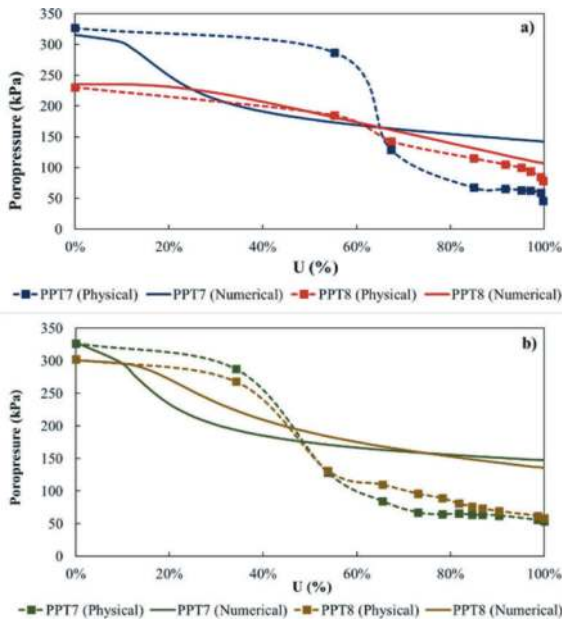 a)
Poropressure (kPa)
350
300
250
200
150
100
50
0
0% 20% 40% 60% 80% 100%
U (%)
PPT7 (Physical) PPT7 (Numerical) PPT8 (Physical) PPT8 (Numerical)
b)
Poropressure (kPa)
350
300
250
200
150
100
50
0
0% 20% 40% 60% 80% 100%
U (%)
PPT7 (Physical) PPT7 (Numerical) PPT8 (Physical) PPT8 (Numerical)